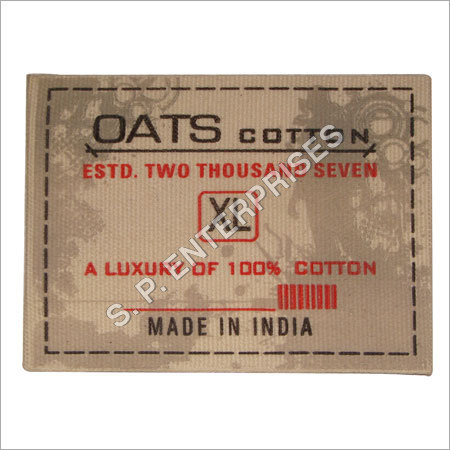 OATS COTTON
ESTD. TWO THOUSAND SEVEN
XL
A LUXURY OF 100% COTTON
MADE IN INDIA
S. P. ENTERPRISES